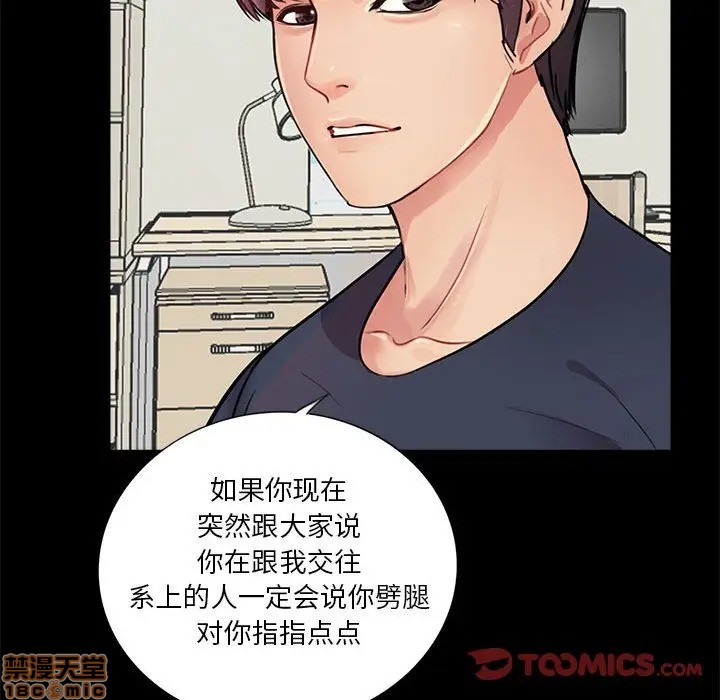 如果你现在
突然跟大家说
你在跟我交往
系上的人一定会说你劈腿
对你指指点点
禁漫天堂
18COMIC.VIP
TOOMICS.COM